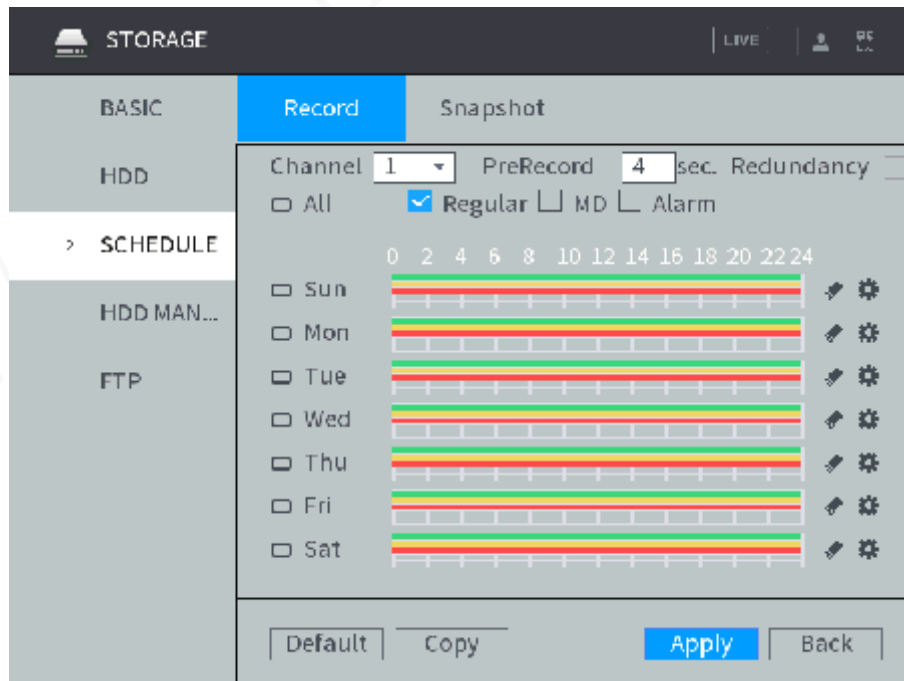 STORAGE LIVE
BASIC Record Snapshot
HDD Channel 1 PreRecord 4 sec. Redundancy
All Regular MD Alarm
SCHEDULE
0 2 4 6 8 10 12 14 16 18 20 22 24
Sun
HDD MAN...
Mon
FTP Tue
Wed
Thu
Fri
Sat
Default Copy Apply Back